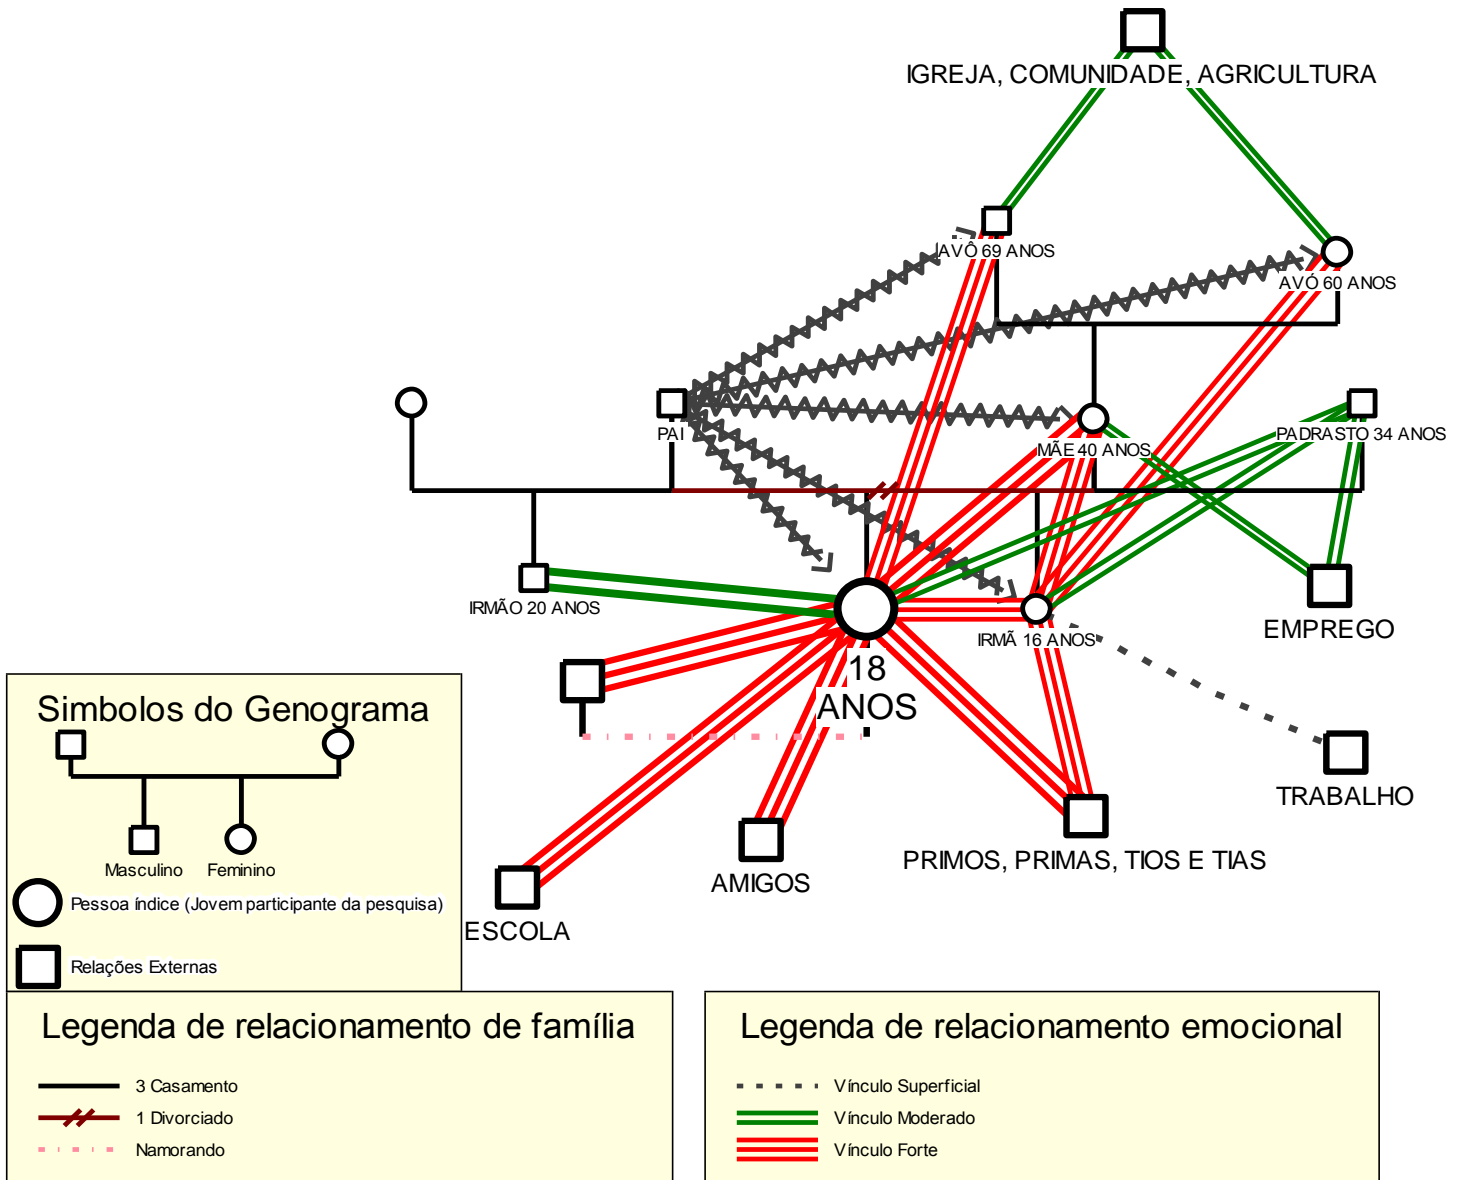 IGREJA, COMUNIDADE, AGRICULTURA
AVÔ 69 ANOS
AVÓ 60 ANOS
PAI
MÃE 40 ANOS
PADRASTO 34 ANOS
IRMÃO 20 ANOS
IRMÃ 16 ANOS
EMPREGO
18
ANOS
TRABALHO
PRIMOS, PRIMAS, TIOS E TIAS
AMIGOS
ESCOLA
Simbolos do Genograma
Masculino
Feminino
Pessoa índice (Jovem participante da pesquisa)
Relações Externas
Legenda de relacionamento de família
3 Casamento
1 Divorciado
Namorando
Legenda de relacionamento emocional
Vínculo Superficial
Vínculo Moderado
Vínculo Forte